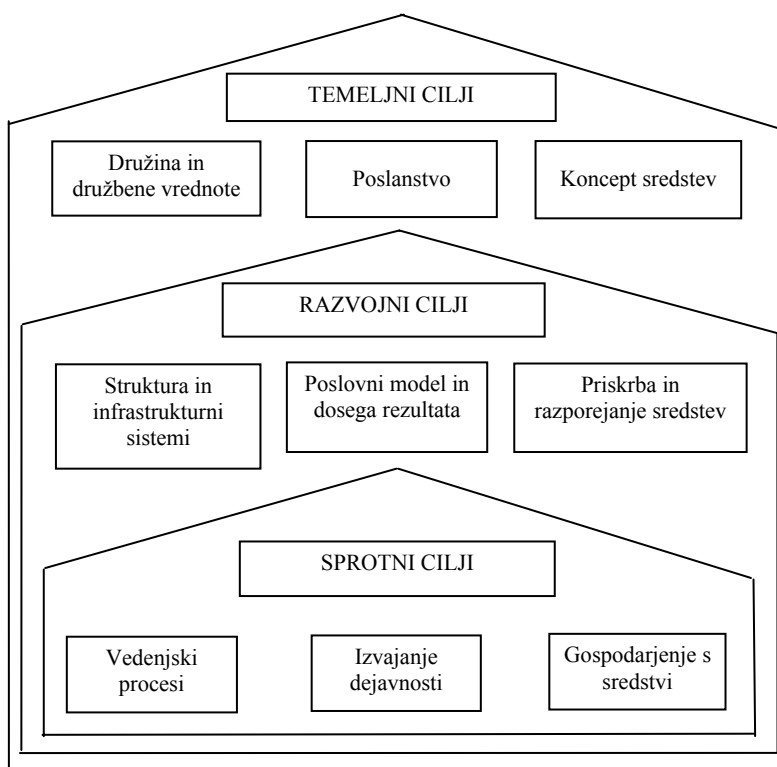 TEMELJNI CILJI
Družina in
družbene vrednote
Poslanstvo
Koncept sredstev
RAZVOJNI CILJI
Struktura in
infrastrukturni
sistemi
Poslovni model in
dosega rezultata
Priskrba in
razporejanje sredstev
SPROTNI CILJI
Vedenjski
procesi
Izvajanje
dejavnosti
Gospodarjenje s
sredstvi